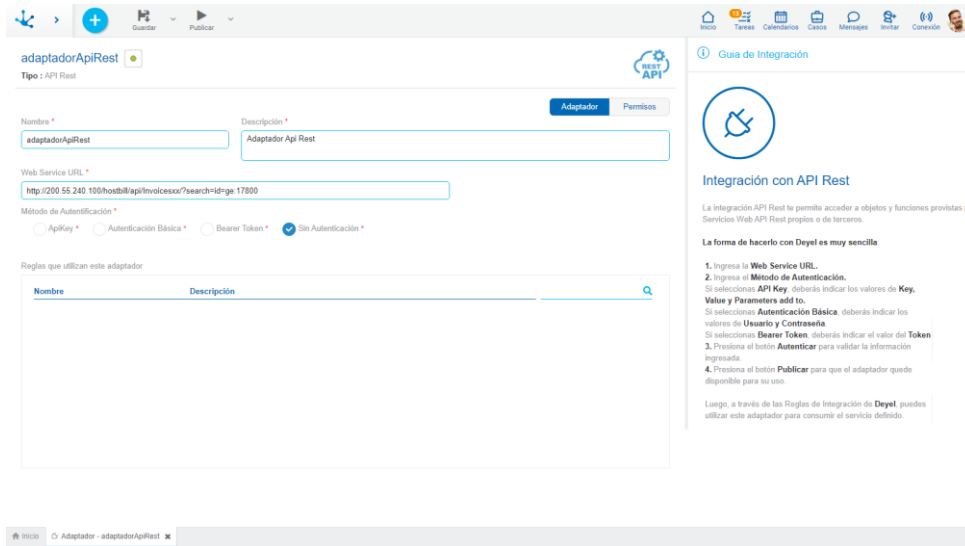 Guardar
Publicar
Inicio
13
Tareas
Calendarios
Casos
Mensajes
Invitar
Conexión
adaptadorApiRest
Tipo : API Rest
REST
API
Adaptador
Permisos
Nombre *
Descripción *
adaptadorApiRest
Adaptador Api Rest
Web Service URL *
http://200.55.240.100/hostbill/api/Invoicesxx/?search=id=ge:17800
Método de Autentificación *
ApiKey *
Autenticación Básica *
Bearer Token *
Sin Autenticación *
Reglas que utilizan este adaptador
Nombre
Descripción
Guia de Integración
Integración con API Rest
La integración API Rest te permite acceder a objetos y funciones provistas
Servicios Web API Rest propios o de terceros.
La forma de hacerlo con Deyel es muy sencilla
1. Ingresa la Web Service URL.
2. Ingresa el Método de Autenticación.
Si seleccionas API Key, deberás indicar los valores de Key,
Value y Parameters add to.
Si seleccionas Autenticación Básica, deberás indicar los
valores de Usuario y Contraseña.
Si seleccionas Bearer Token, deberás indicar el valor del Token
3. Presiona el botón Autenticar para validar la información
ingresada.
4. Presiona el botón Publicar para que el adaptador quede
disponible para su uso.
Luego, a través de las Reglas de Integración de Deyel, puedes
utilizar este adaptador para consumir el servicio definido.
Inicio
Adaptador - adaptadorApiRest